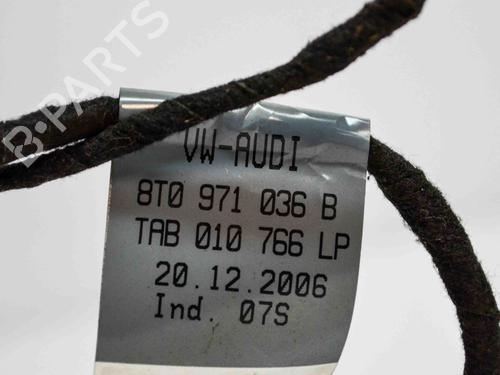 B-PARTS
VW-AUDI
8T0 971 036 B
TAB 010 766 LP
20.12.2006
Ind. 07S